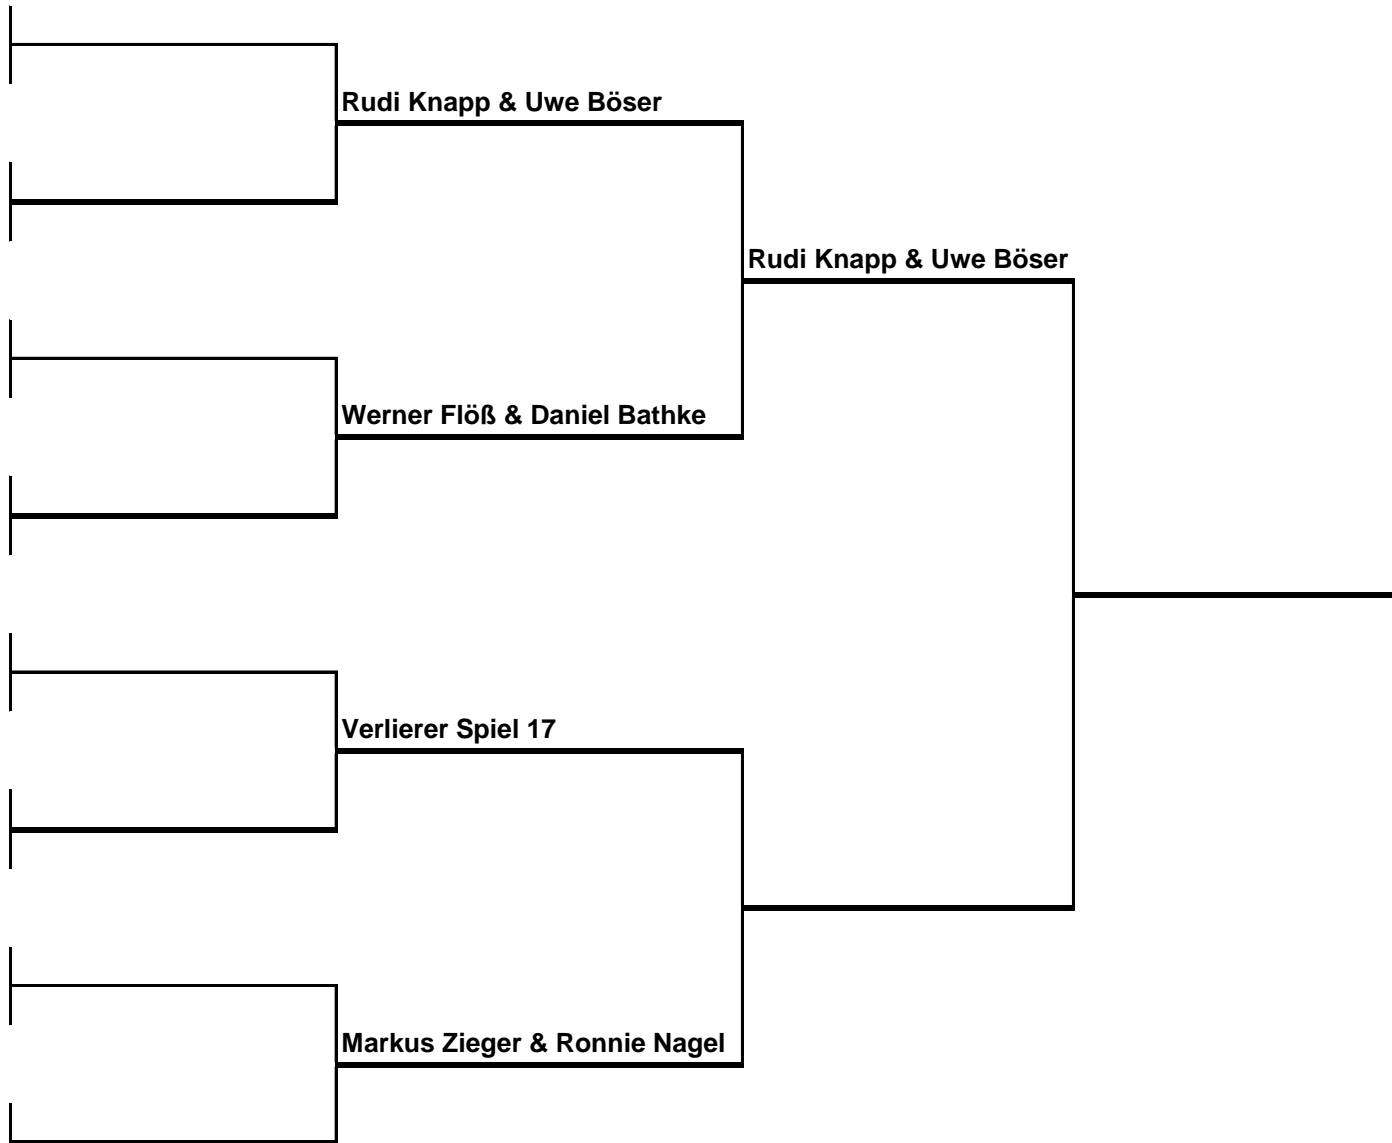 Rudi Knapp & Uwe Böser
Rudi Knapp & Uwe Böser
Werner Flöß & Daniel Bathke
Verlierer Spiel 17
Markus Zieger & Ronnie Nagel